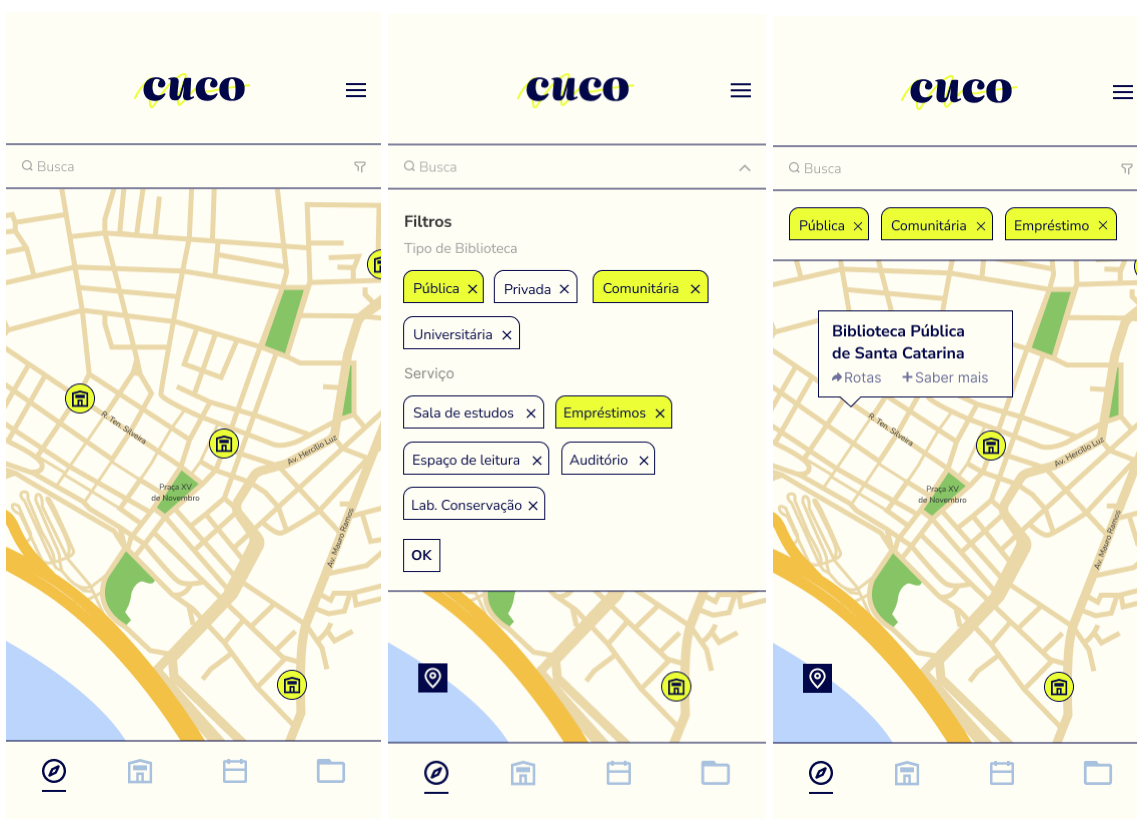 cuco
Busca
R. Ten. Silveira
Av. Hercílio Luz
Praça XV
de Novembro
Av. Mauro Ramos
cuco
Busca
Filtros
Tipo de Biblioteca
Pública × Privada × Comunitária ×
Universitária ×
Serviço
Sala de estudos × Empréstimos ×
Espaço de leitura × Auditório ×
Lab. Conservação ×
OK
cuco
Busca
Pública × Comunitária × Empréstimo ×
Biblioteca Pública
de Santa Catarina
Rotas +Saber mais
R. Ten. Silveira
Av. Hercílio Luz
Praça XV
de Novembro
Av. Mauro Ramos